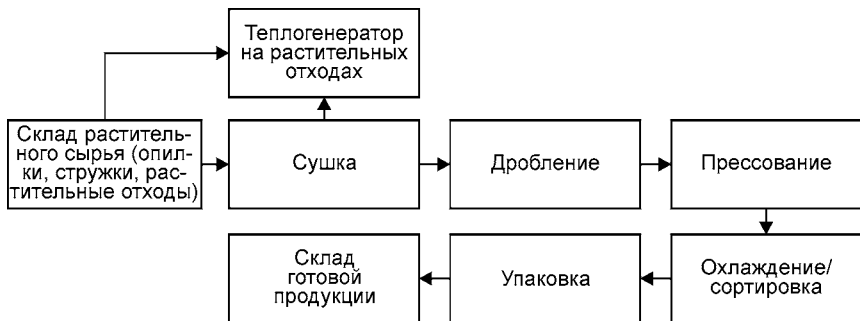 Теплогенератор
на растительных
отходах
Склад раститель-
ного сырья (опил-
ки, стружки, рас-
тительные отходы)
Сушка
Дробление
Прессование
Склад
готовой
продукции
Упаковка
Охлаждение/
сортировка